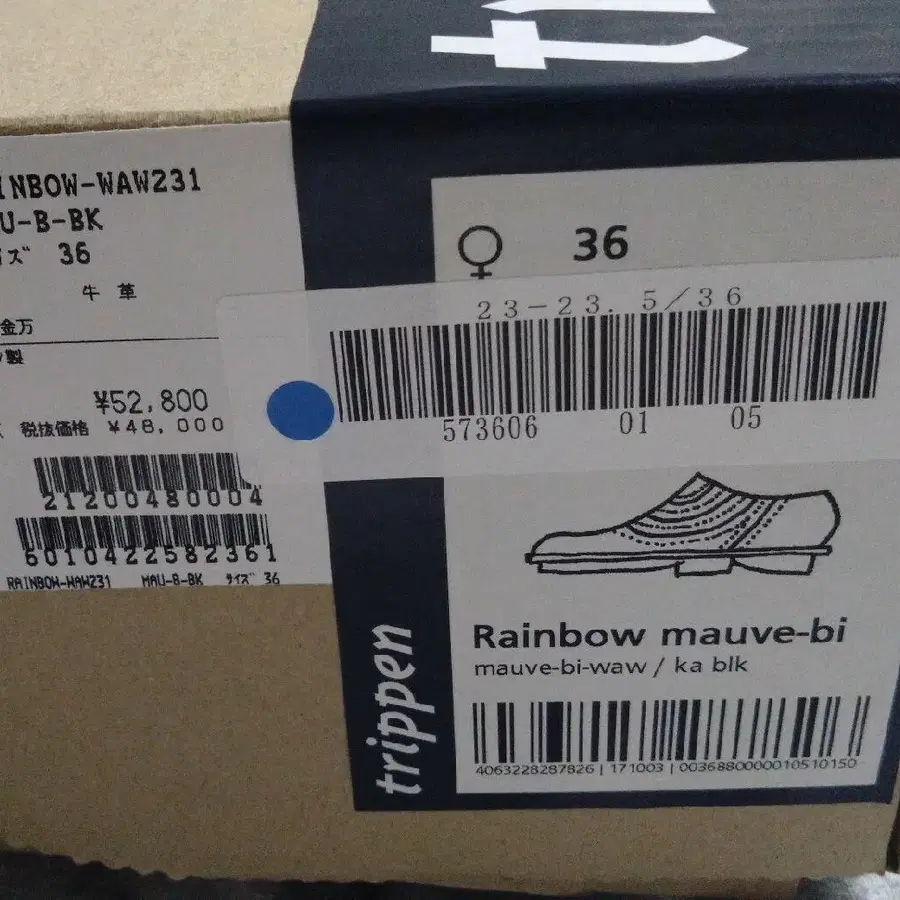 INBOW-WAW231
U-B-BK
イズ 36
牛 革
金万
製
¥52,800
税抜価格 ¥48,000
21200480004
6010422582361
RAINBOW-WAW231 MAU-B-BK サイズ 36
♀ 36
23-23.5/36
573606 01 05
Rainbow mauve-bi
mauve-bi-waw / ka blk
4063228287826 | 171003 | 0036880000010510150
trippen